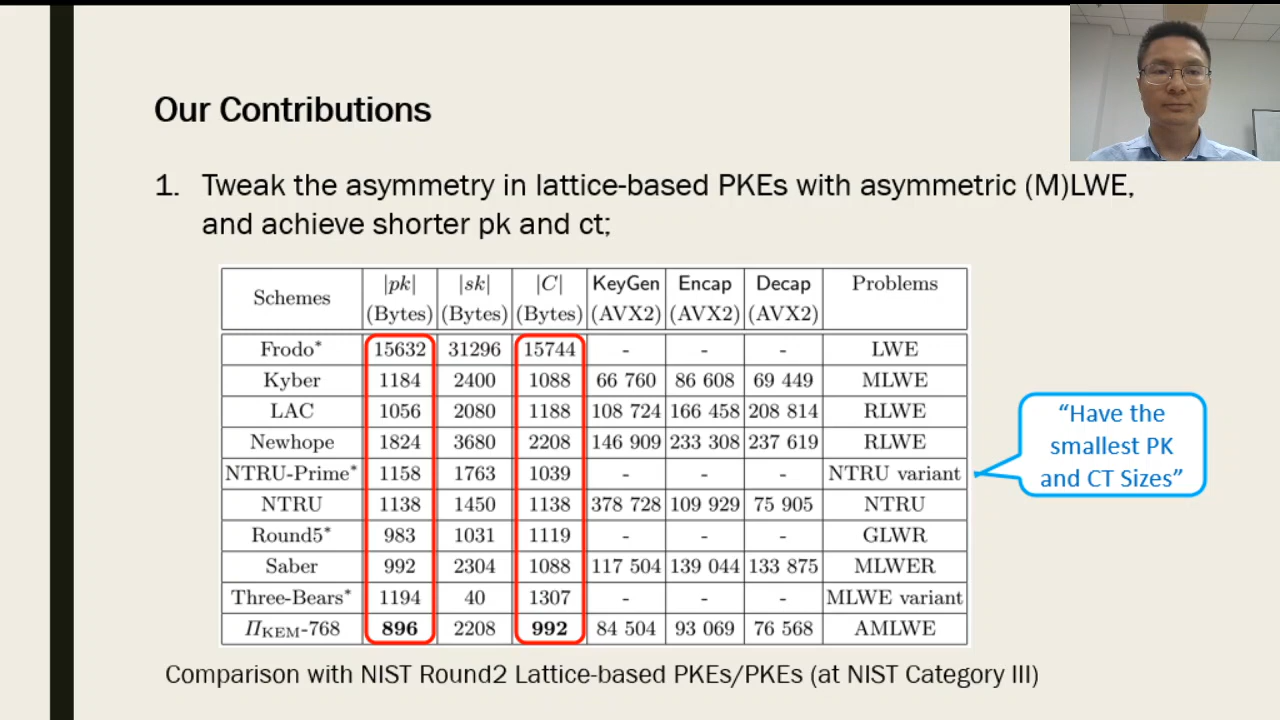 Our Contributions
1. Tweak the asymmetry in lattice-based PKEs with asymmetric (M)LWE,
and achieve shorter pk and ct;
Schemes |pk| (Bytes) |sk| (Bytes) |C| (Bytes) KeyGen (AVX2) Encap (AVX2) Decap (AVX2) Problems
Frodo* 15632 31296 15744 - - - LWE
Kyber 1184 2400 1088 66 760 86 608 69 449 MLWE
LAC 1056 2080 1188 108 724 166 458 208 814 RLWE
Newhope 1824 3680 2208 146 909 233 308 237 619 RLWE
NTRU-Prime* 1158 1763 1039 - - - NTRU variant
NTRU 1138 1450 1138 378 728 109 929 75 905 NTRU
Round5* 983 1031 1119 - - - GLWR
Saber 992 2304 1088 117 504 139 044 133 875 MLWER
Three-Bears* 1194 40 1307 - - - MLWE variant
Π_KEM-768 896 2208 992 84 504 93 069 76 568 AMLWE
“Have the
smallest PK
and CT Sizes”
Comparison with NIST Round2 Lattice-based PKEs/PKEs (at NIST Category III)